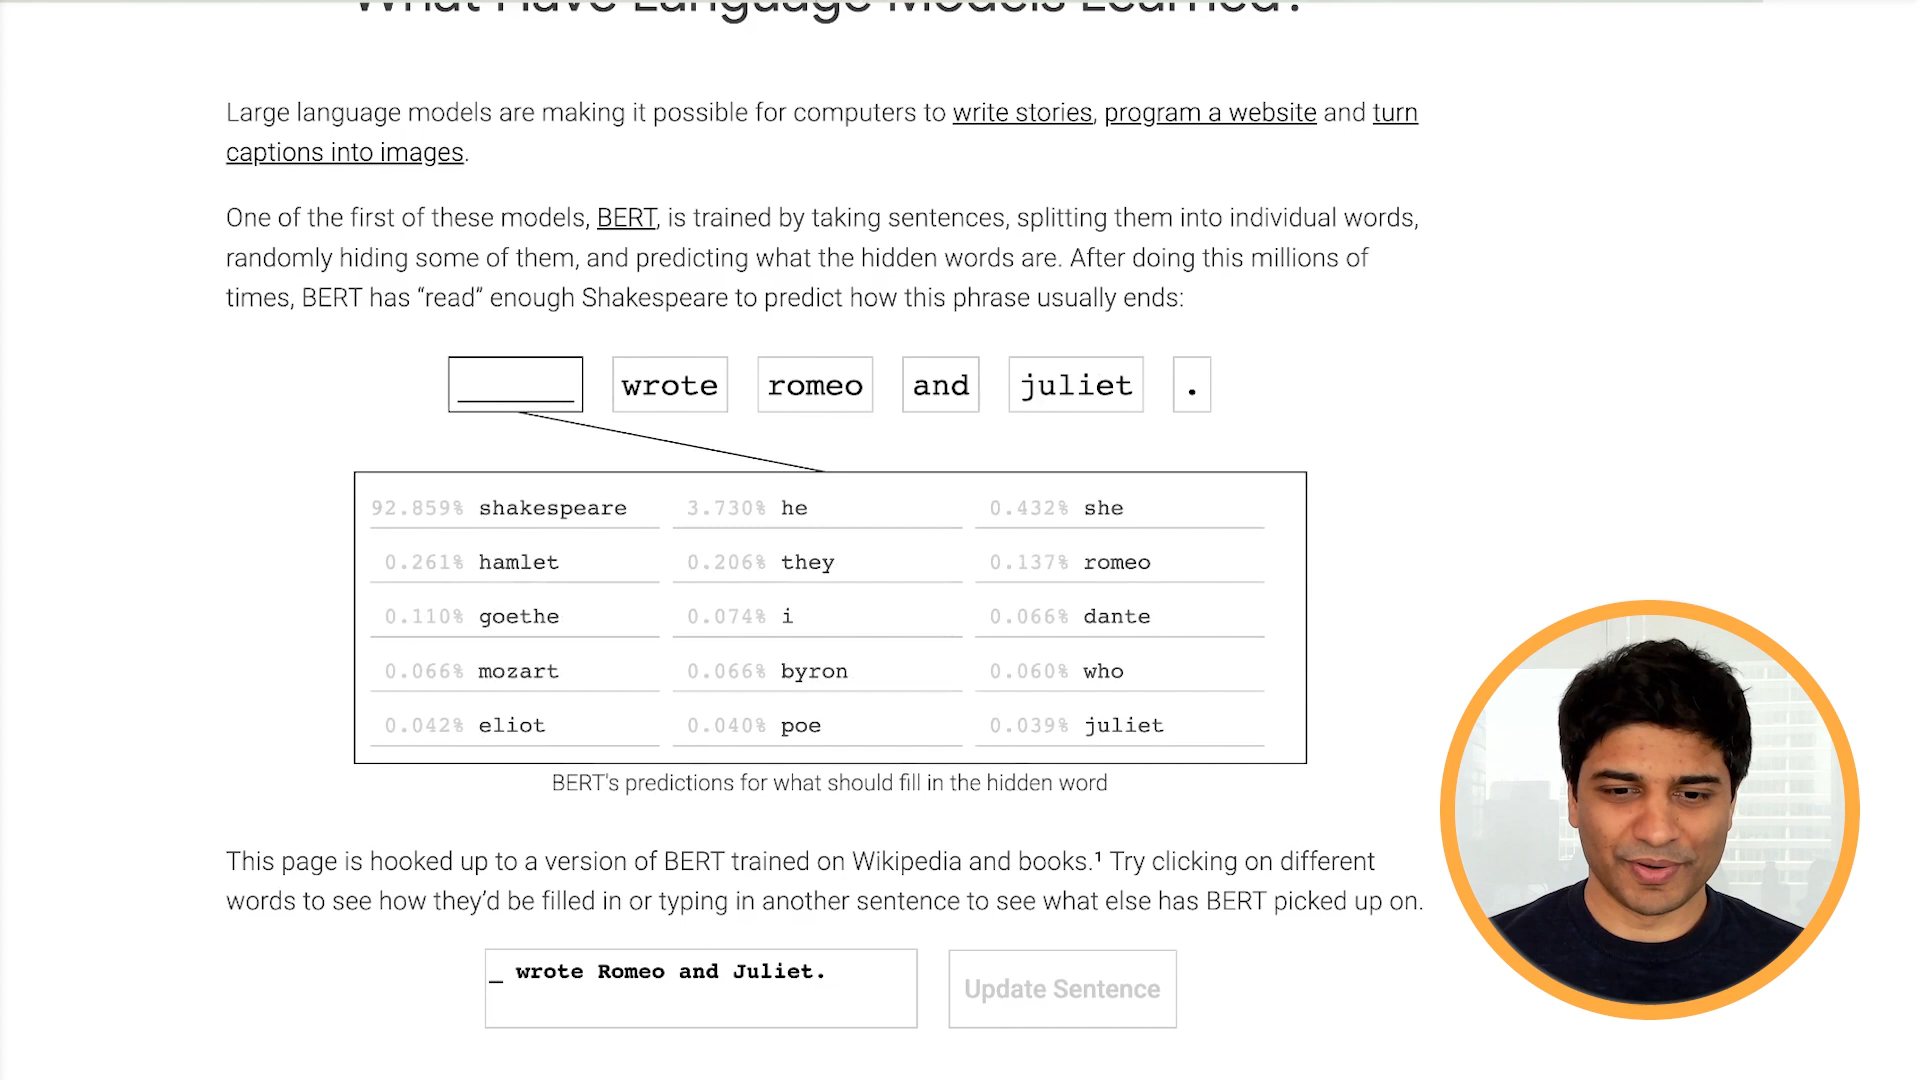 What Have Language Models Learned?
Large language models are making it possible for computers to write stories, program a website and turn
captions into images.
One of the first of these models, BERT, is trained by taking sentences, splitting them into individual words,
randomly hiding some of them, and predicting what the hidden words are. After doing this millions of
times, BERT has “read” enough Shakespeare to predict how this phrase usually ends:
______ wrote romeo and juliet .
92.859% shakespeare 3.730% he 0.432% she
0.261% hamlet 0.206% they 0.137% romeo
0.110% goethe 0.074% i 0.066% dante
0.066% mozart 0.066% byron 0.060% who
0.042% eliot 0.040% poe 0.039% juliet
BERT's predictions for what should fill in the hidden word
This page is hooked up to a version of BERT trained on Wikipedia and books.¹ Try clicking on different
words to see how they’d be filled in or typing in another sentence to see what else has BERT picked up on.
_ wrote Romeo and Juliet.
Update Sentence